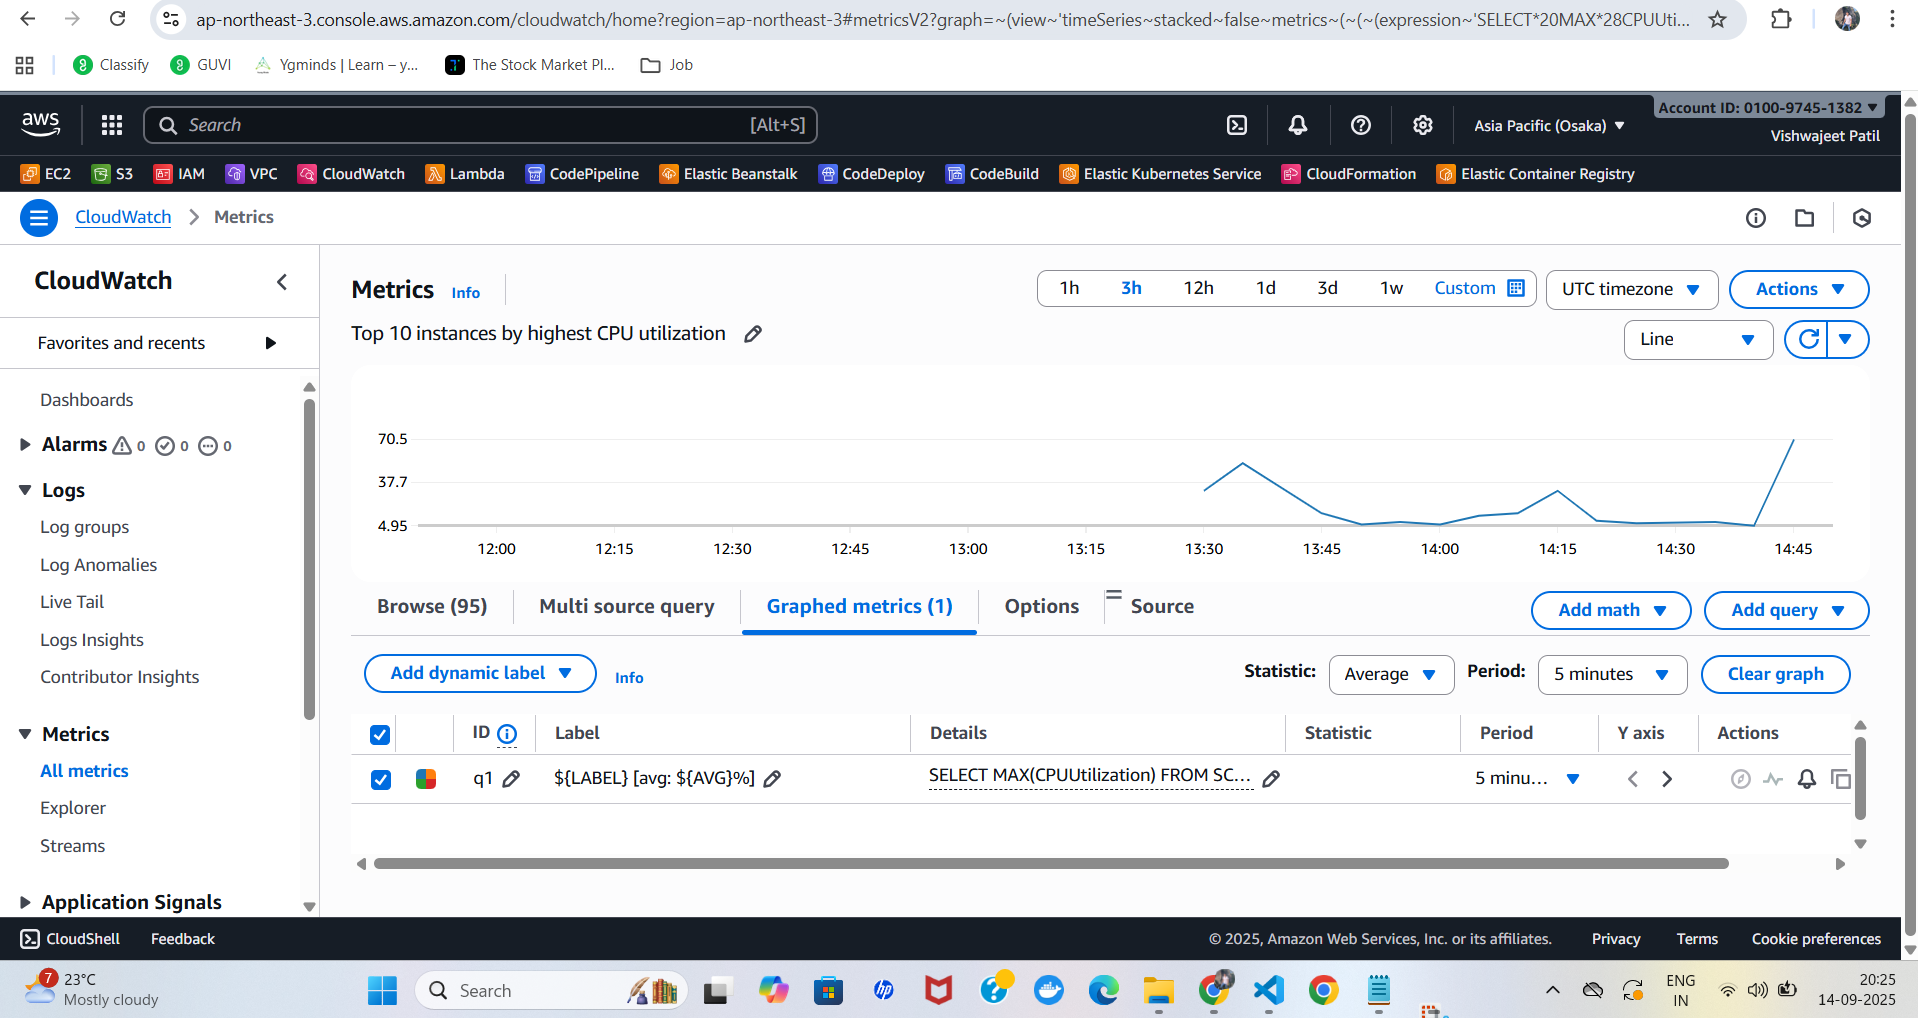 ap-northeast-3.console.aws.amazon.com/cloudwatch/home?region=ap-northeast-3#metricsV2?graph=~(view~'timeSeries~stacked~false~metrics~(~(~(expression~'SELECT*20MAX*28CPUUti...
Classify
GUVI
Ygminds | Learn – y...
The Stock Market Pl...
Job
aws
Search
[Alt+S]
Asia Pacific (Osaka)
Account ID: 0100-9745-1382
Vishwajeet Patil
EC2
S3
IAM
VPC
CloudWatch
Lambda
CodePipeline
Elastic Beanstalk
CodeDeploy
CodeBuild
Elastic Kubernetes Service
CloudFormation
Elastic Container Registry
CloudWatch
Metrics
CloudWatch
Favorites and recents
Dashboards
Alarms 0 0 0
Logs
Log groups
Log Anomalies
Live Tail
Logs Insights
Contributor Insights
Metrics
All metrics
Explorer
Streams
Application Signals
Metrics
Info
1h
3h
12h
1d
3d
1w
Custom
UTC timezone
Actions
Top 10 instances by highest CPU utilization
Line
70.5
37.7
4.95
12:00
12:15
12:30
12:45
13:00
13:15
13:30
13:45
14:00
14:15
14:30
14:45
Browse (95)
Multi source query
Graphed metrics (1)
Options
Source
Add math
Add query
Add dynamic label
Info
Statistic:
Average
Period:
5 minutes
Clear graph
ID
Label
Details
Statistic
Period
Y axis
Actions
q1
${LABEL} [avg: ${AVG}%]
SELECT MAX(CPUUtilization) FROM SC...
5 minu...
CloudShell
Feedback
© 2025, Amazon Web Services, Inc. or its affiliates.
Privacy
Terms
Cookie preferences
7
23°C
Mostly cloudy
Search
hp
ENG
IN
20:25
14-09-2025